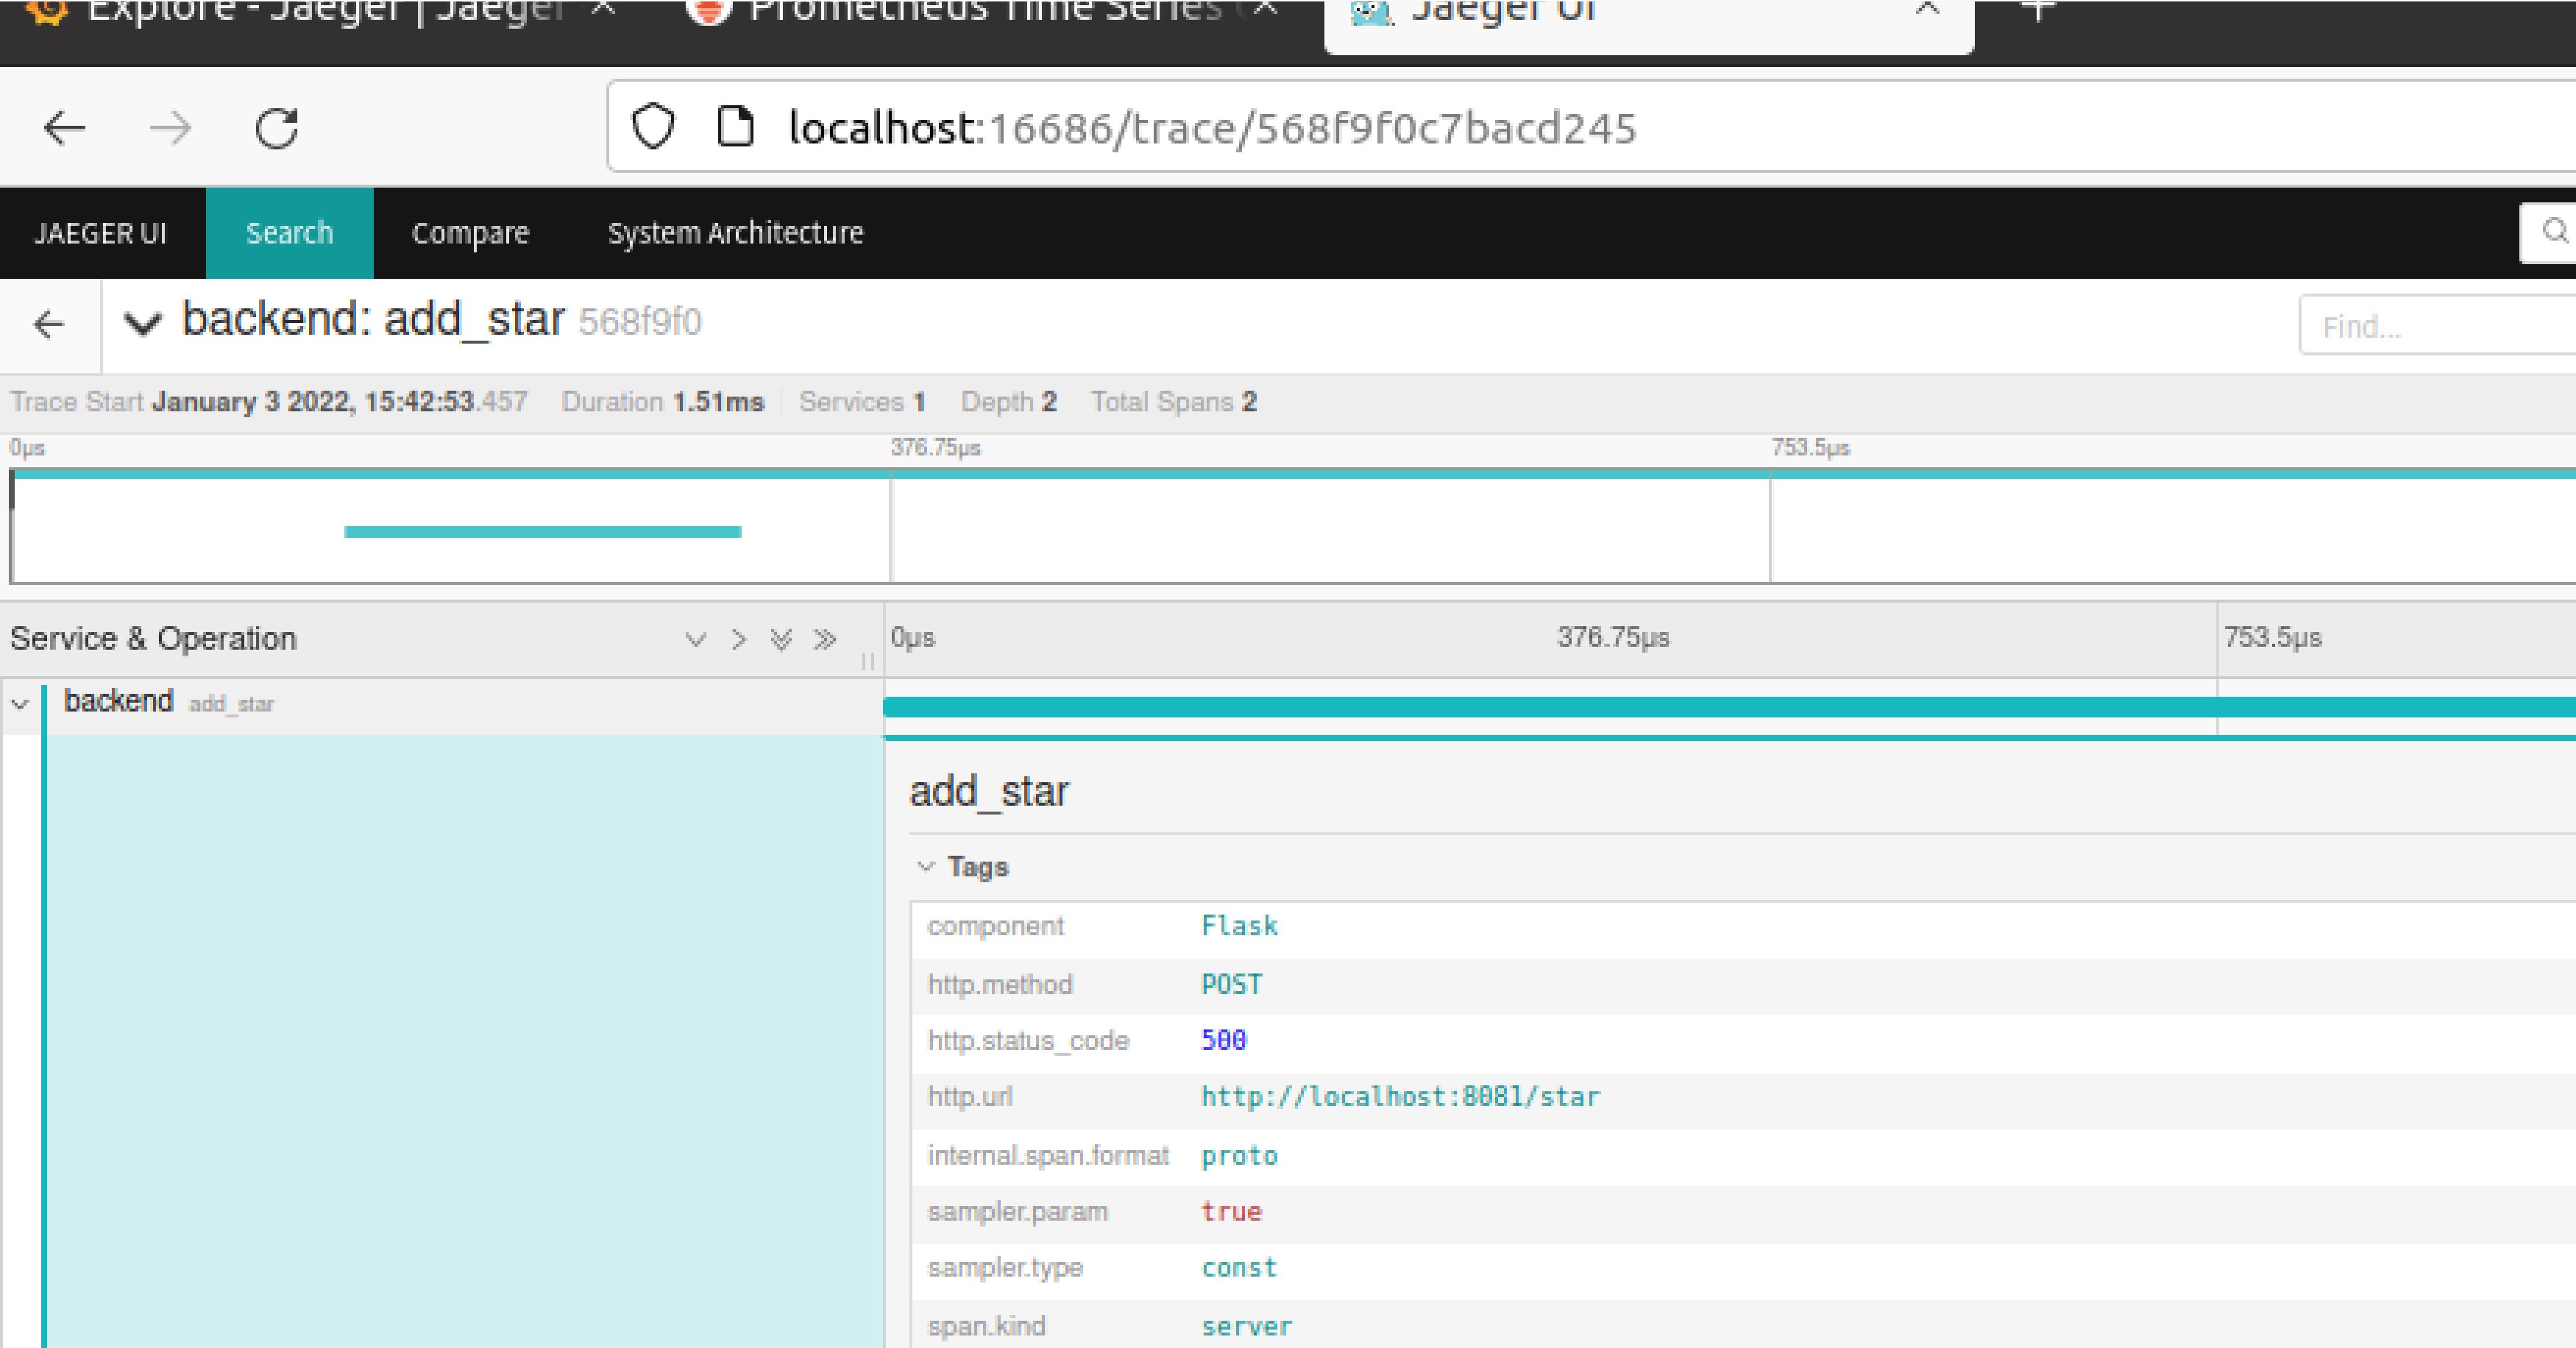 Explore - Jaeger | Jaeger
Prometheus Time Series
Jaeger UI
localhost:16686/trace/568f9f0c7bacd245
JAEGER UI Search Compare System Architecture
backend: add_star 568f9f0
Find...
Trace Start January 3 2022, 15:42:53.457 Duration 1.51ms Services 1 Depth 2 Total Spans 2
0μs 376.75μs 753.5μs
Service & Operation 0μs 376.75μs 753.5μs
backend add_star
add_star
Tags
component Flask
http.method POST
http.status_code 500
http.url http://localhost:8081/star
internal.span.format proto
sampler.param true
sampler.type const
span.kind server